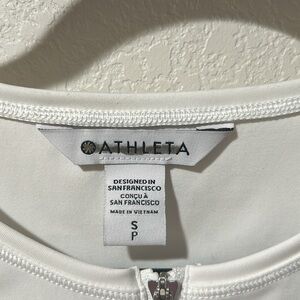 ATHLETA
DESIGNED IN
SAN FRANCISCO
CONÇU À
SAN FRANCISCO
MADE IN VIETNAM
S
P